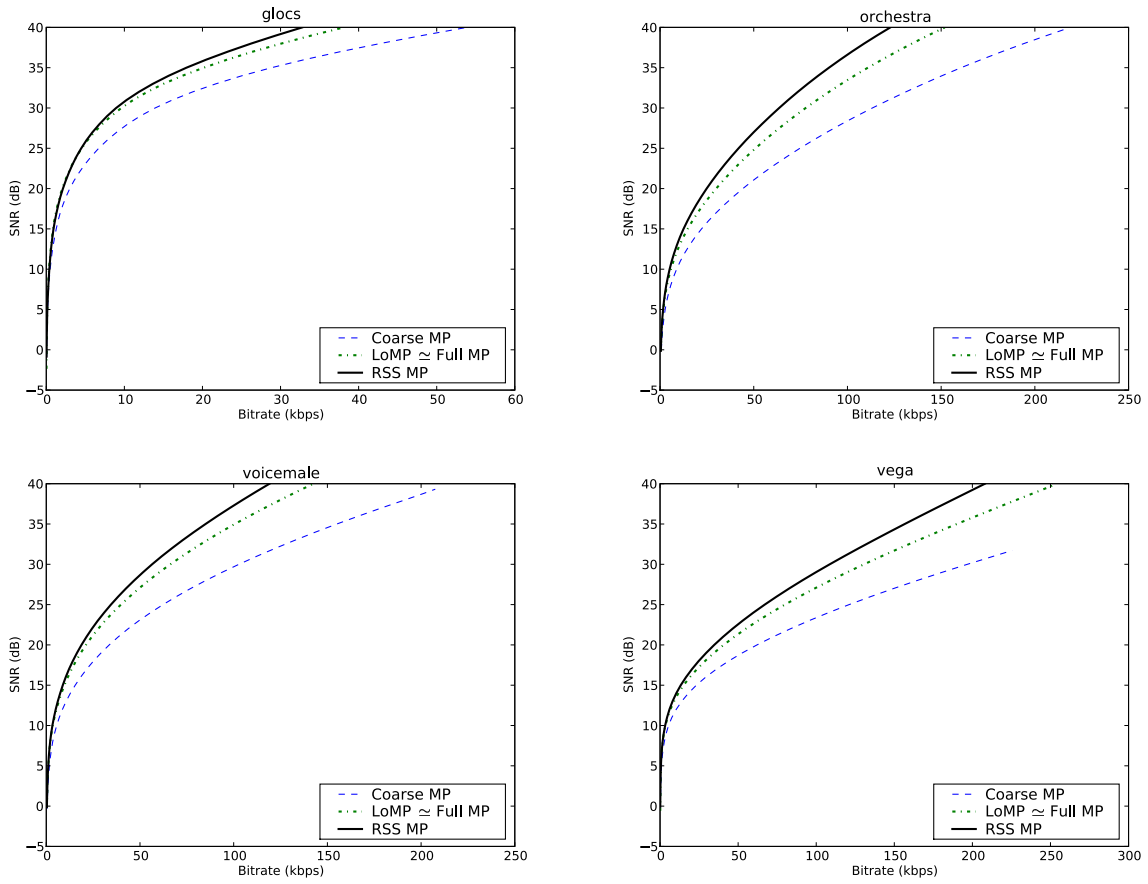 glocs
40
35
30
25
20
15
10
5
0
−5
SNR (dB)
0 10 20 30 40 50 60
Bitrate (kbps)
Coarse MP
LoMP ≃ Full MP
RSS MP
orchestra
40
35
30
25
20
15
10
5
0
−5
SNR (dB)
0 50 100 150 200 250
Bitrate (kbps)
Coarse MP
LoMP ≃ Full MP
RSS MP
voicemale
40
35
30
25
20
15
10
5
0
−5
SNR (dB)
0 50 100 150 200 250
Bitrate (kbps)
Coarse MP
LoMP ≃ Full MP
RSS MP
vega
40
35
30
25
20
15
10
5
0
−5
SNR (dB)
0 50 100 150 200 250 300
Bitrate (kbps)
Coarse MP
LoMP ≃ Full MP
RSS MP